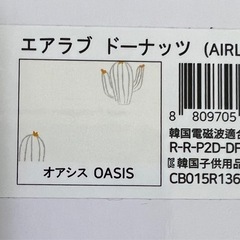 エアラブ ドーナッツ (AIRL
オアシス OASIS
8 809705
韓国電磁波適合
R-R-P2D-DF
韓国子供用品
CB015R136